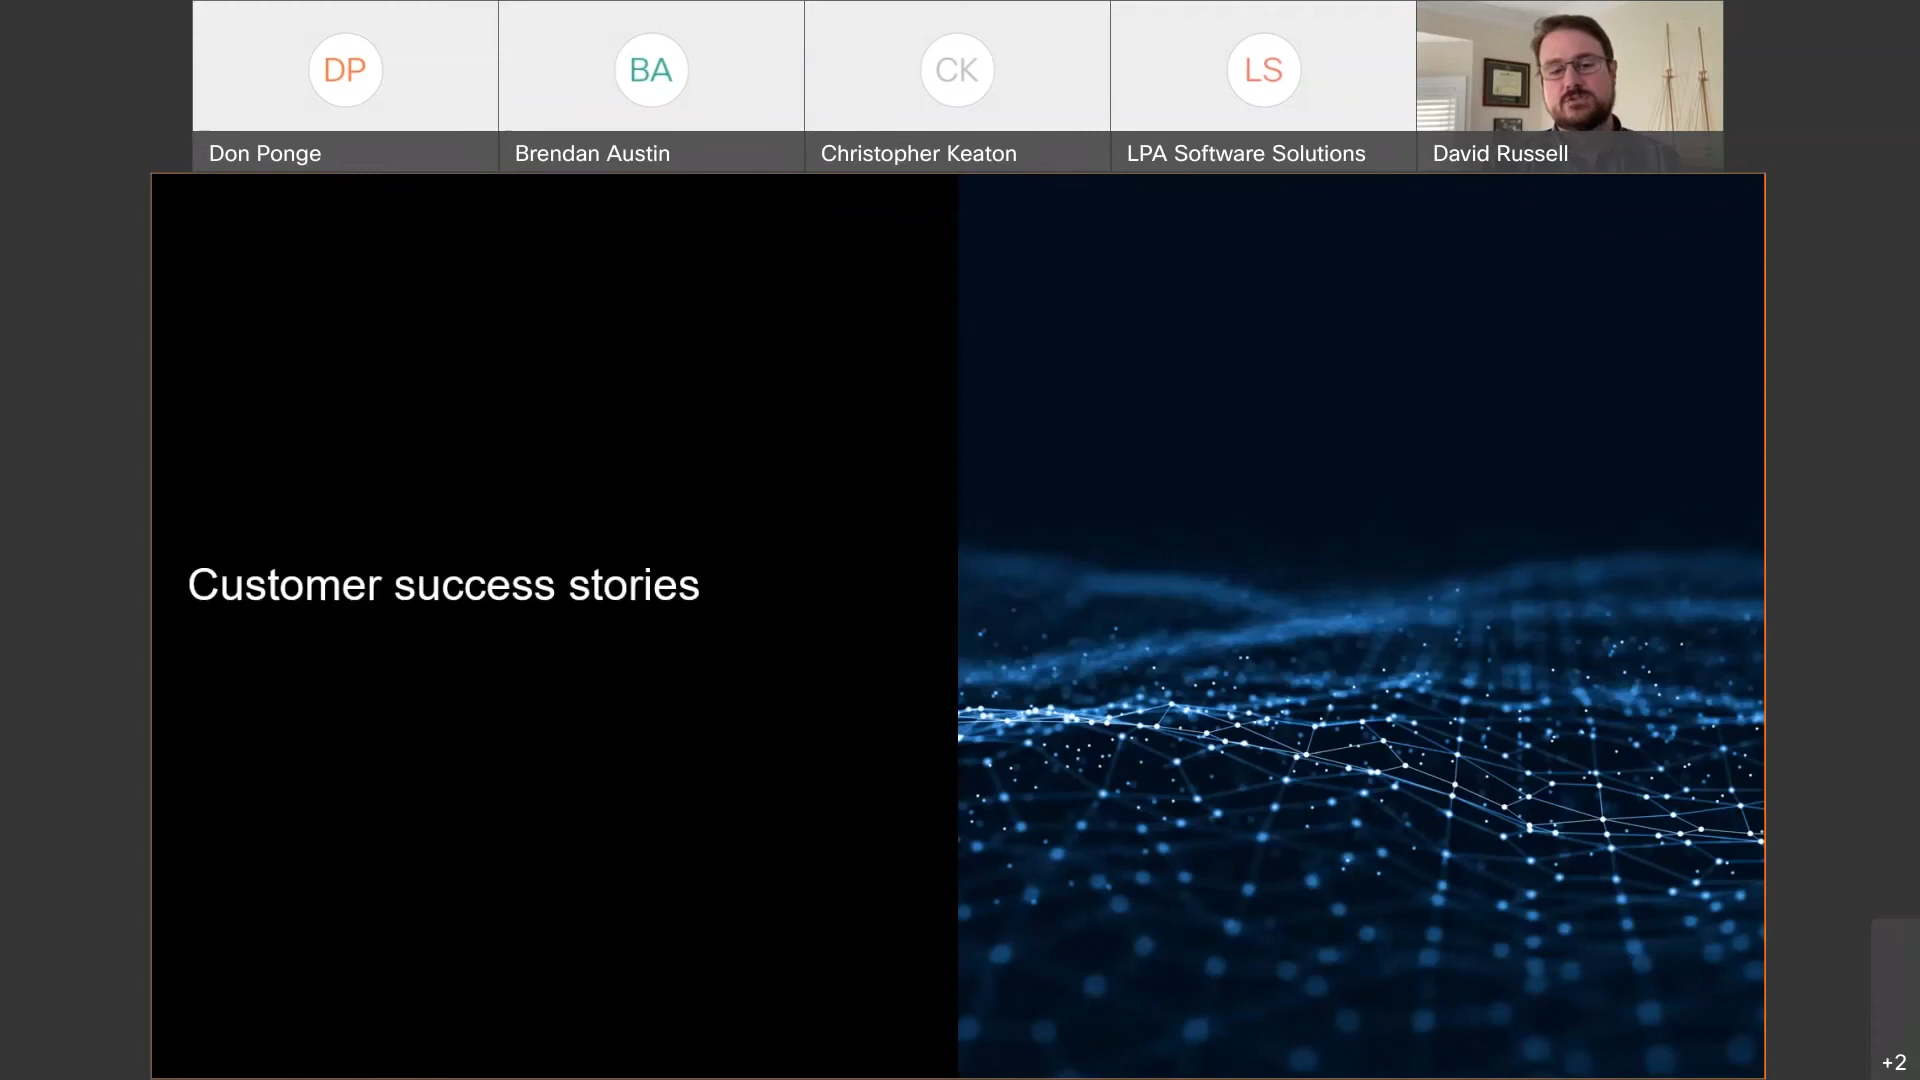 DP
BA
CK
LS
Don Ponge
Brendan Austin
Christopher Keaton
LPA Software Solutions
David Russell
Customer success stories
+2